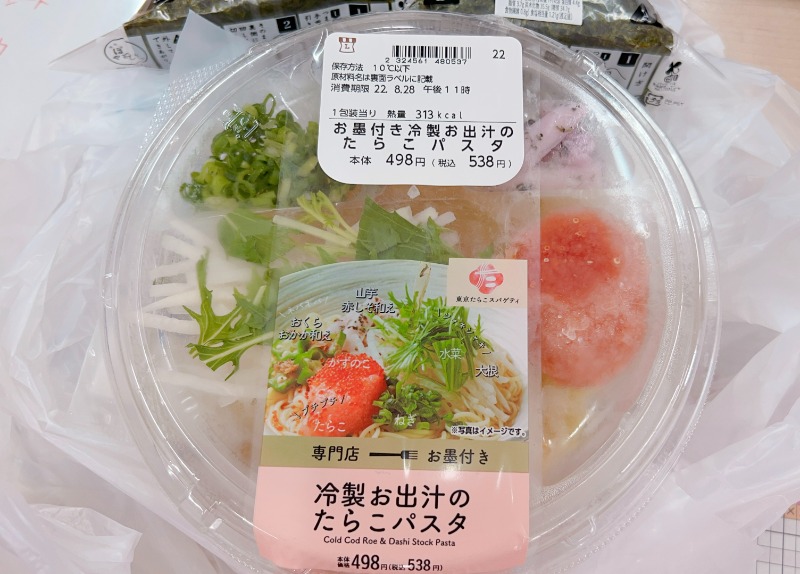 2 324561 480537
22
保存方法 10℃以下
原材料名は裏面ラベルに記載
消費期限 22. 8.28 午後11時
1包装当り 熱量 313kcal
お墨付き冷製お出汁の
たらこパスタ
本体 498円(税込 538円)
東京たらこスパゲティ
山芋
赤しそ和え
おくら
おかか和え
水菜
かずのこ
大根
プチプチ!
たらこ
ねぎ
※写真はイメージです。
専門店 お墨付き
冷製お出汁の
たらこパスタ
Cold Cod Roe & Dashi Stock Pasta
本体価格 498円(税込538円)